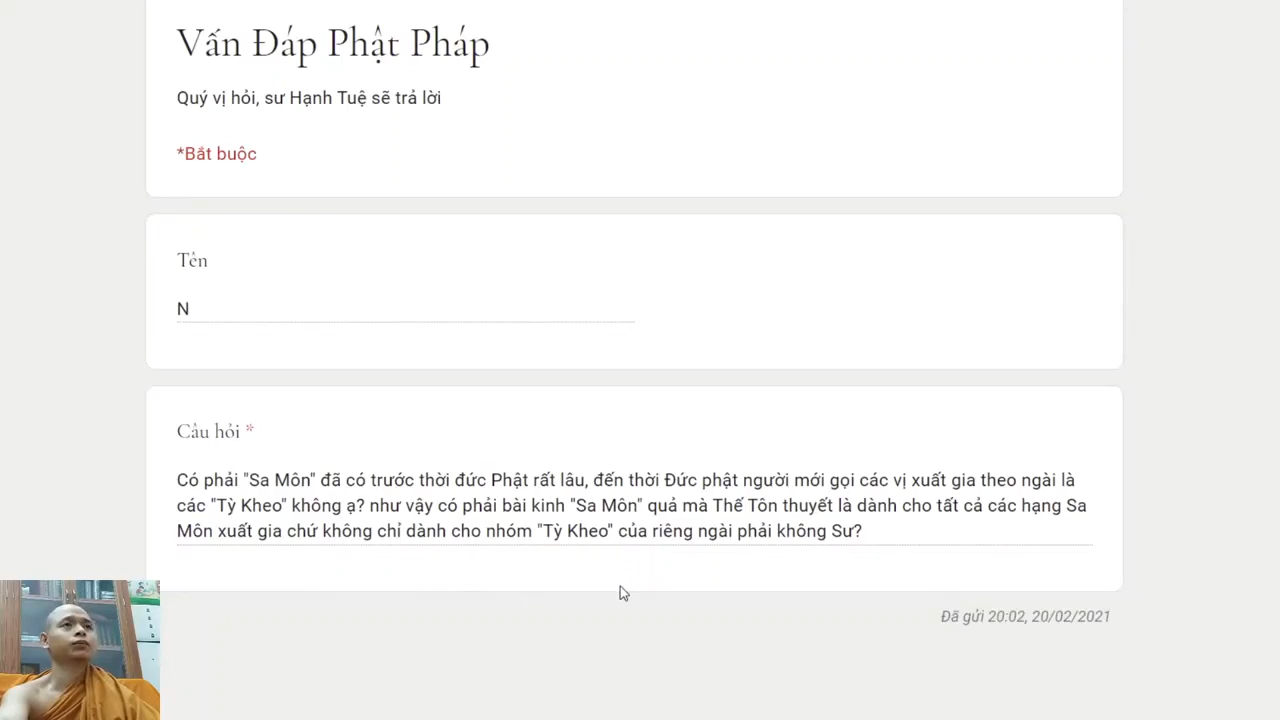 Vấn Đáp Phật Pháp
Quý vị hỏi, sư Hạnh Tuệ sẽ trả lời
*Bắt buộc
Tên
N
Câu hỏi *
Có phải "Sa Môn" đã có trước thời đức Phật rất lâu, đến thời Đức phật người mới gọi các vị xuất gia theo ngài là
các "Tỳ Kheo" không ạ? như vậy có phải bài kinh "Sa Môn" quả mà Thế Tôn thuyết là dành cho tất cả các hạng Sa
Môn xuất gia chứ không chỉ dành cho nhóm "Tỳ Kheo" của riêng ngài phải không Sư?
Đã gửi 20:02, 20/02/2021